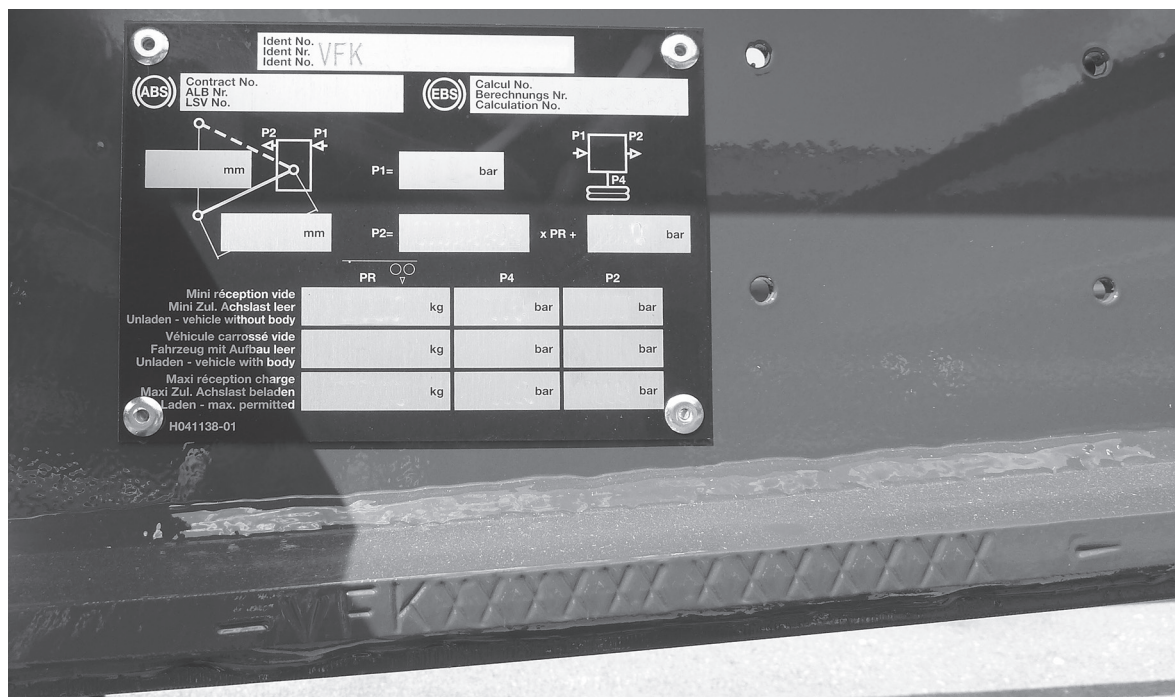 Ident No.
Ident Nr.
Ident No. VFK
ABS
Contract No.
ALB Nr.
LSV No.
EBS
Calcul No.
Berechnungs Nr.
Calculation No.
P2 P1
mm
mm
P1= bar
P1 P2
P4
P2= x PR + bar
PR P4 P2
Mini réception vide
Mini Zul. Achslast leer
Unladen - vehicle without body
kg bar bar
Véhicule carrossé vide
Fahrzeug mit Aufbau leer
Unladen - vehicle with body
kg bar bar
Maxi réception charge
Maxi Zul. Achslast beladen
Laden - max. permitted
kg bar bar
H041138-01